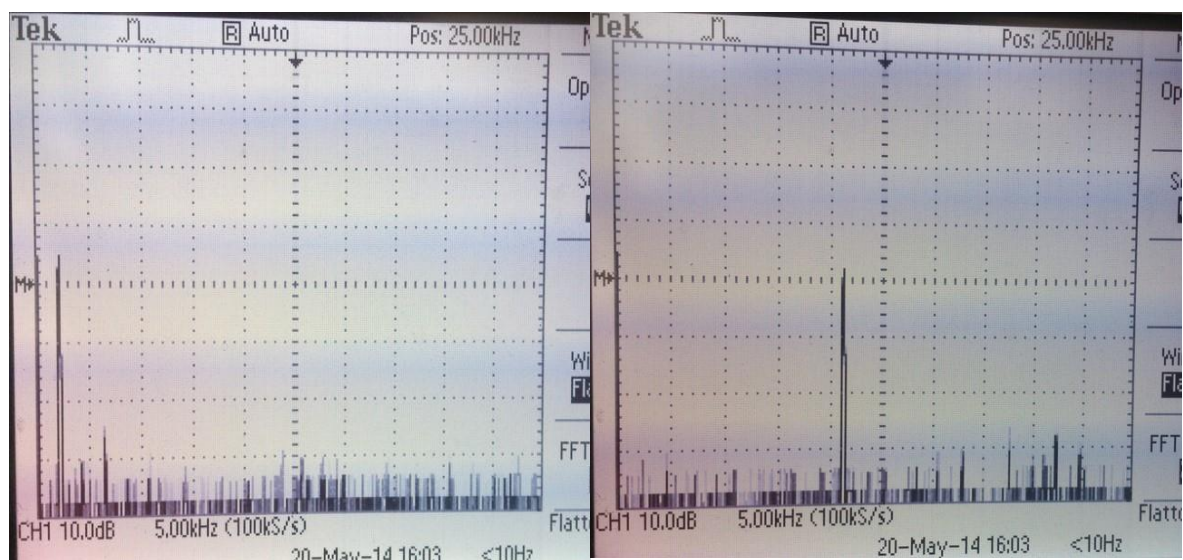 Tek R Auto Pos: 25.00kHz
Op
M
Wi
FFT
CH1 10.0dB 5.00kHz (100kS/s) Flatt
20-May-14 16:03 <10Hz
Tek R Auto Pos: 25.00kHz
Op
M
Wi
FFT
CH1 10.0dB 5.00kHz (100kS/s) Flatto
20-May-14 16:03 <10Hz